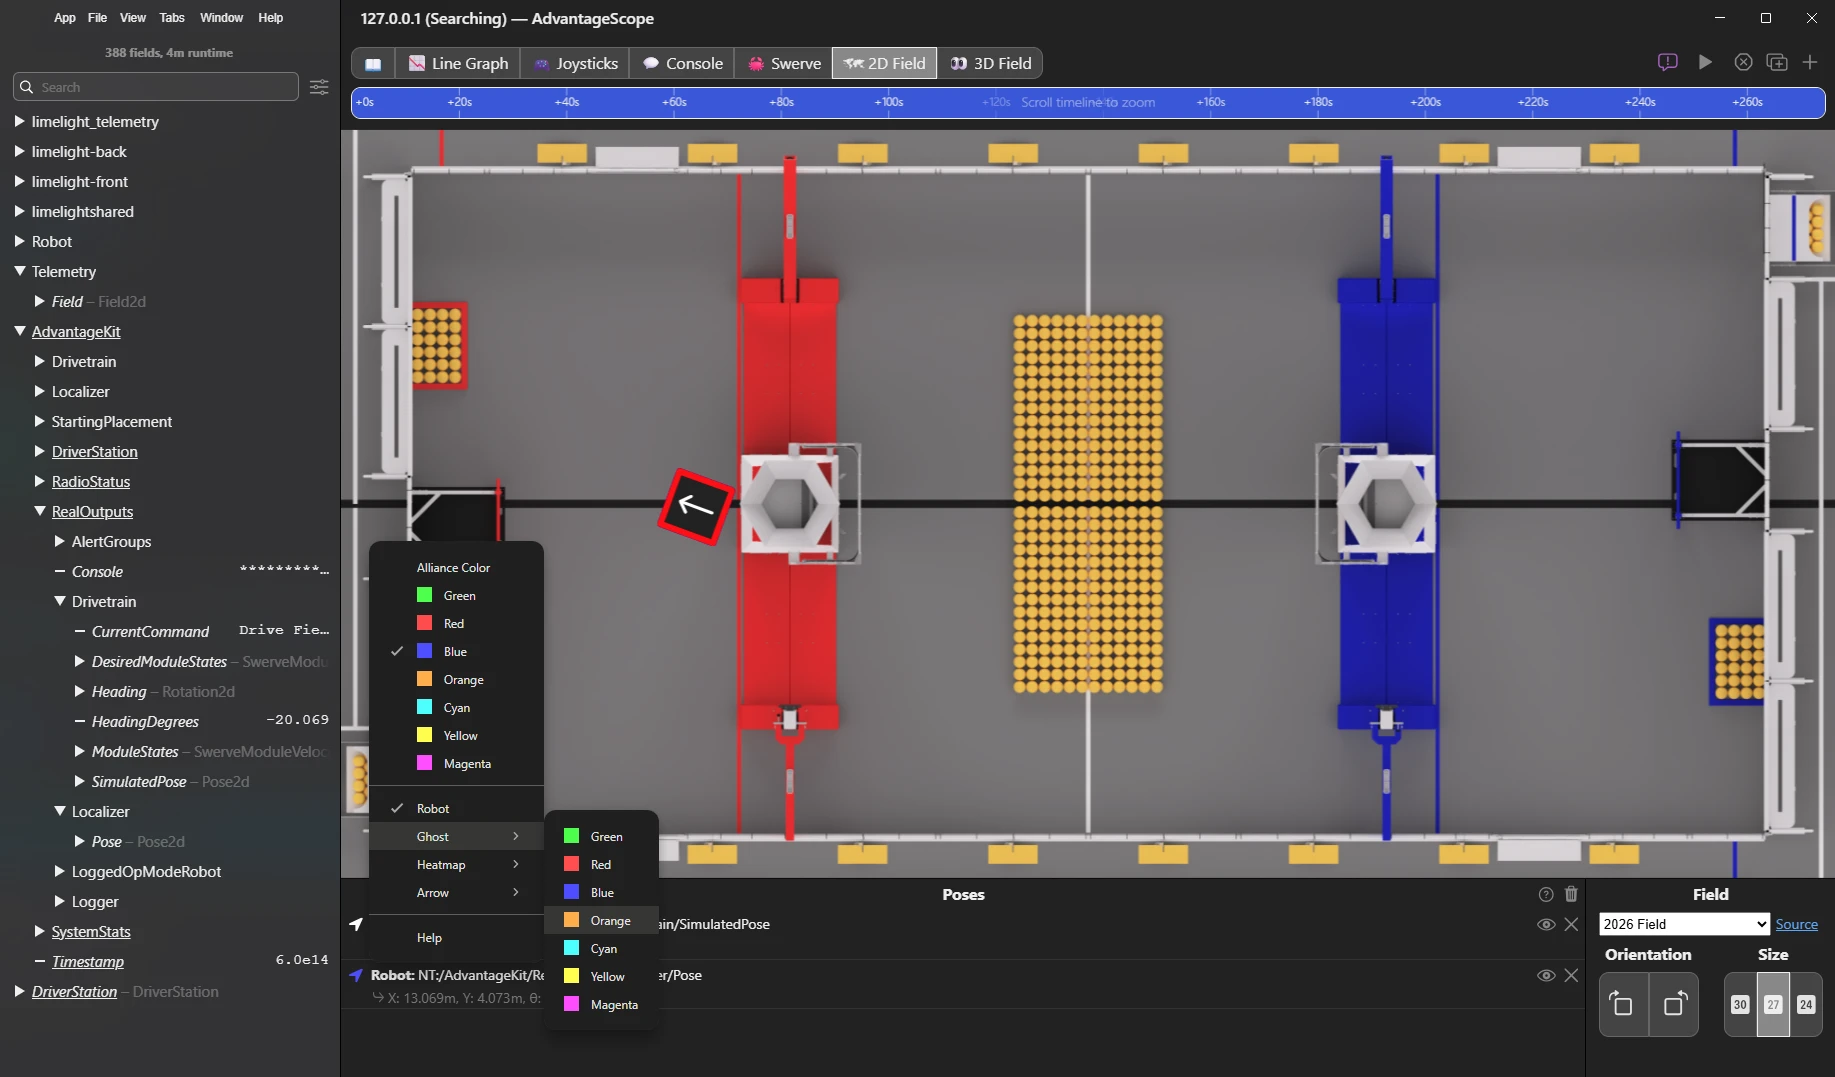 App File View Tabs Window Help
127.0.0.1 (Searching) — AdvantageScope
388 fields, 4m runtime
Search
Line Graph
Joysticks
Console
Swerve
2D Field
3D Field
+0s +20s +40s +60s +80s +100s +120s Scroll timeline to zoom +160s +180s +200s +220s +240s +260s
limelight_telemetry
limelight-back
limelight-front
limelightshared
Robot
Telemetry
Field – Field2d
AdvantageKit
Drivetrain
Localizer
StartingPlacement
DriverStation
RadioStatus
RealOutputs
AlertGroups
Console *********…
Drivetrain
CurrentCommand Drive Fie…
DesiredModuleStates – SwerveModu
Heading – Rotation2d
HeadingDegrees -20.069
ModuleStates – SwerveModuleVeloc
SimulatedPose – Pose2d
Localizer
Pose – Pose2d
LoggedOpModeRobot
Logger
SystemStats
Timestamp 6.0e14
DriverStation – DriverStation
Alliance Color
Green
Red
Blue
Orange
Cyan
Yellow
Magenta
Robot
Ghost
Heatmap
Arrow
Help
Green
Red
Blue
Orange
Cyan
Yellow
Magenta
Poses
ain/SimulatedPose
Robot: NT:/AdvantageKit/Re er/Pose
X: 13.069m, Y: 4.073m, θ:
Field
2026 Field Source
Orientation Size
30 27 24